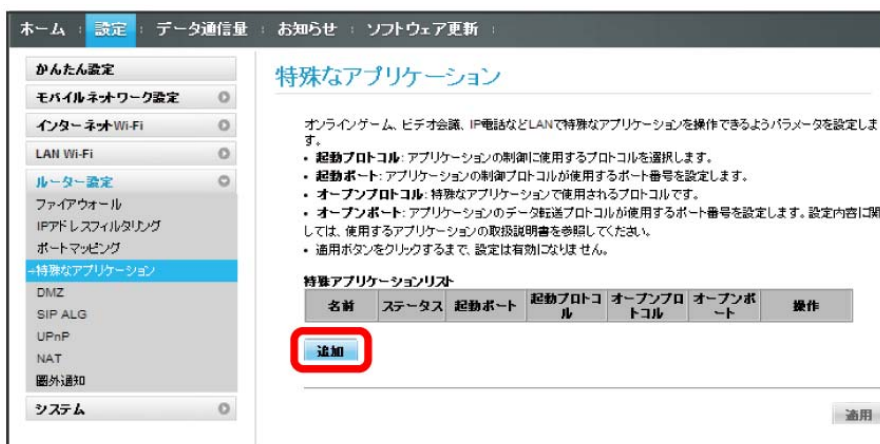 ホーム 設定 データ通信量 お知らせ ソフトウェア更新
かんたん設定
モバイルネットワーク設定
インターネットWi-Fi
LAN Wi-Fi
ルーター設定
ファイアウォール
IPアドレスフィルタリング
ポートマッピング
特殊なアプリケーション
DMZ
SIP ALG
UPnP
NAT
圏外通知
システム
特殊なアプリケーション
オンラインゲーム、ビデオ会議、IP電話などLANで特殊なアプリケーションを操作できるようパラメータを設定しま
す。
• 起動プロトコル: アプリケーションの制御に使用するプロトコルを選択します。
• 起動ポート: アプリケーションの制御プロトコルが使用するポート番号を設定します。
• オープンプロトコル: 特殊なアプリケーションで使用されるプロトコルです。
• オープンポート: アプリケーションのデータ転送プロトコルが使用するポート番号を設定します。設定内容に関
しては、使用するアプリケーションの取扱説明書を参照してください。
• 適用ボタンをクリックするまで、設定は有効になりません。
特殊アプリケーションリスト
名前 ステータス 起動ポート 起動プロトコ オープンプロ オープンポ 操作
ル トコル ート
追加
適用